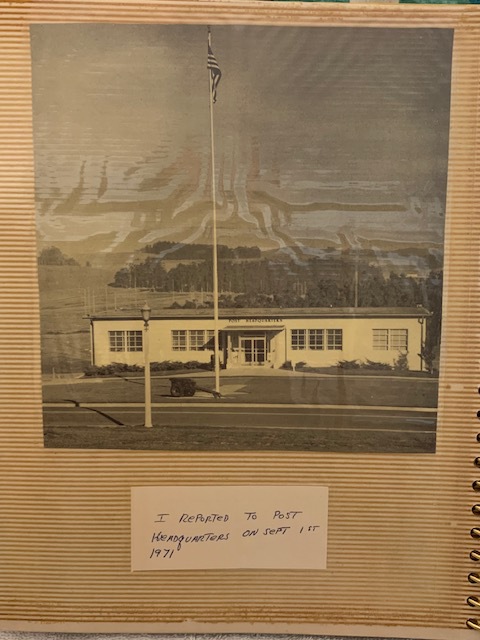 POST HEADQUARTERS
I REPORTED TO POST
HEADQUARTERS ON SEPT 1ST
1971